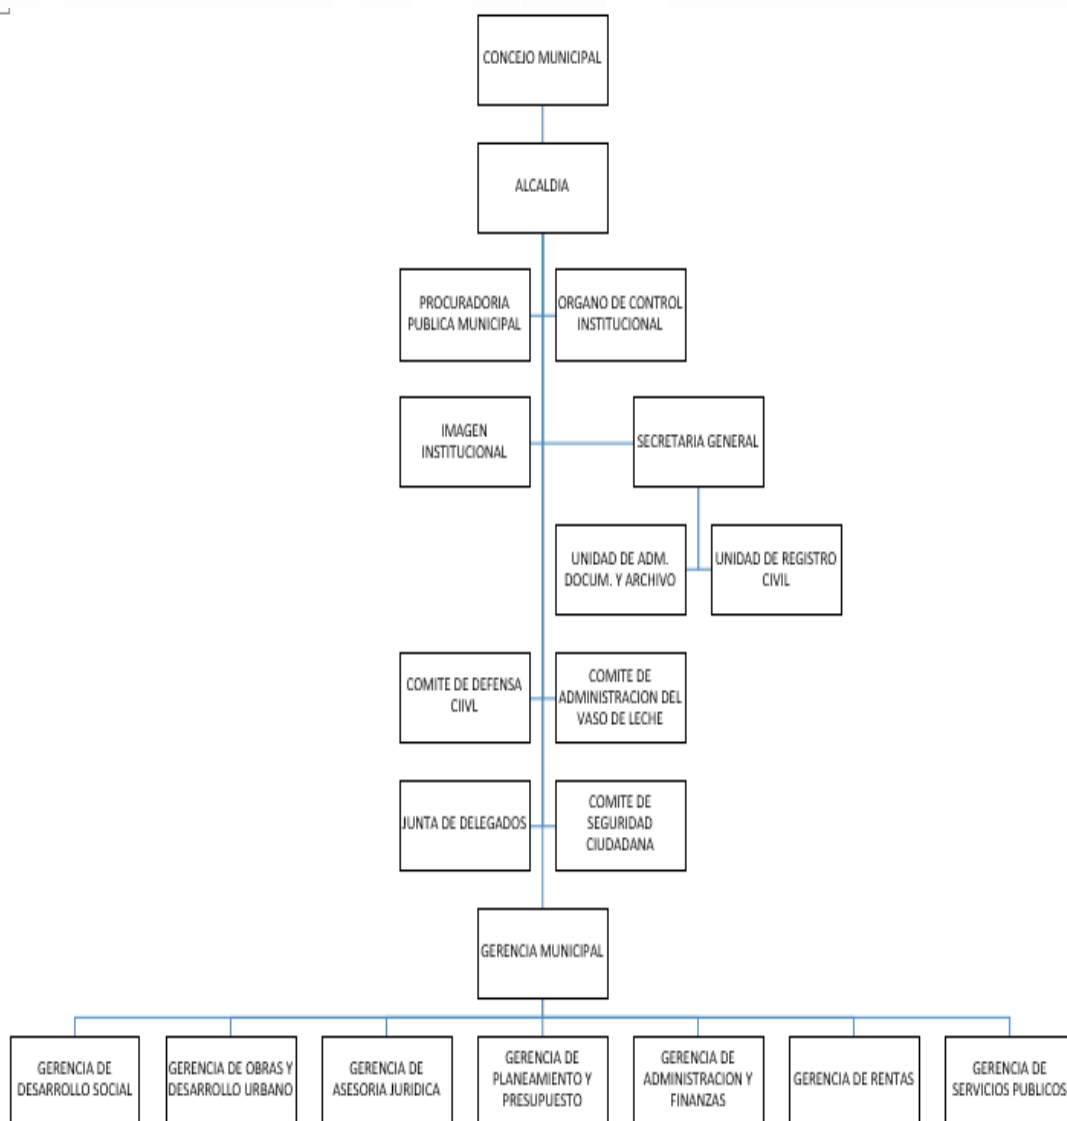 CONCEJO MUNICIPAL
ALCALDIA
PROCURADORIA
PUBLICA MUNICIPAL
ORGANO DE CONTROL
INSTITUCIONAL
IMAGEN
INSTITUCIONAL
SECRETARIA GENERAL
UNIDAD DE ADM.
DOCUM. Y ARCHIVO
UNIDAD DE REGISTRO
CIVIL
COMITE DE DEFENSA
CIIVL
COMITE DE
ADMINISTRACION DEL
VASO DE LECHE
JUNTA DE DELEGADOS
COMITE DE
SEGURIDAD
CIUDADANA
GERENCIA MUNICIPAL
GERENCIA DE
DESARROLLO SOCIAL
GERENCIA DE OBRAS Y
DESARROLLO URBANO
GERENCIA DE
ASESORIA JURIDICA
GERENCIA DE
PLANEAMIENTO Y
PRESUPUESTO
GERENCIA DE
ADMINISTRACION Y
FINANZAS
GERENCIA DE RENTAS
GERENCIA DE
SERVICIOS PUBLICOS